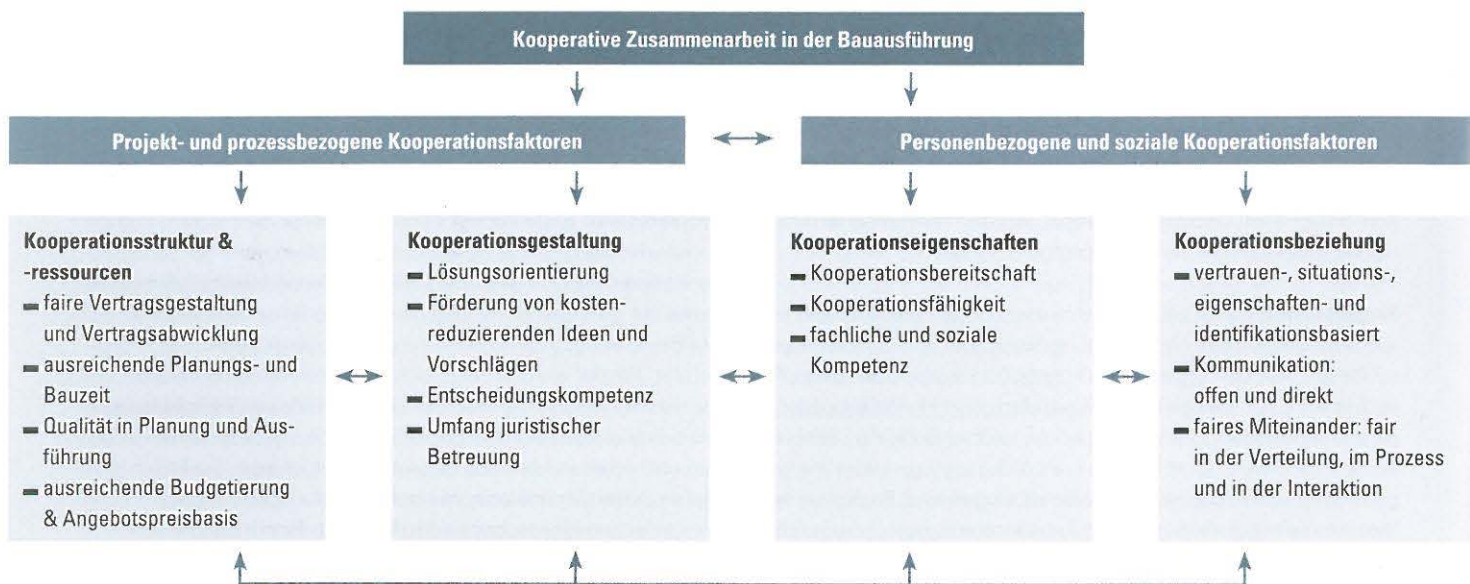 Kooperative Zusammenarbeit in der Bauausführung
Projekt- und prozessbezogene Kooperationsfaktoren
Personenbezogene und soziale Kooperationsfaktoren
Kooperationsstruktur &
-ressourcen
faire Vertragsgestaltung
und Vertragsabwicklung
ausreichende Planungs- und
Bauzeit
Qualität in Planung und Aus-
führung
ausreichende Budgetierung
& Angebotspreisbasis
Kooperationsgestaltung
Lösungsorientierung
Förderung von kosten-
reduzierenden Ideen und
Vorschlägen
Entscheidungskompetenz
Umfang juristischer
Betreuung
Kooperationseigenschaften
Kooperationsbereitschaft
Kooperationsfähigkeit
fachliche und soziale
Kompetenz
Kooperationsbeziehung
vertrauen-, situations-,
eigenschaften- und
identifikationsbasiert
Kommunikation:
offen und direkt
faires Miteinander: fair
in der Verteilung, im Prozess
und in der Interaktion